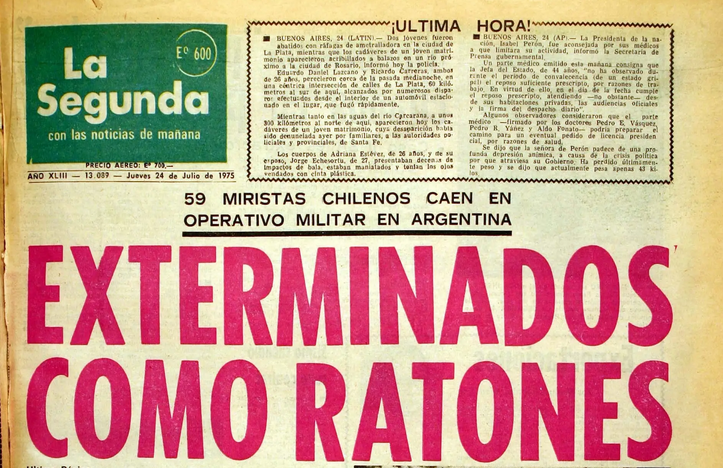 La
Segunda
con las noticias de mañana
Eº 600
PRECIO AEREO: Eº 700,—
AÑO XLIII — 13.089 — Jueves 24 de Julio de 1975
¡ULTIMA HORA!
BUENOS AIRES, 24 (LATIN).— Dos jóvenes fueron
abatidos con ráfagas de ametralladora en la ciudad de
La Plata, mientras que los cadáveres de un joven matri-
monio aparecieron acribillados a balazos en un río pró-
ximo a la ciudad de Rosario, informó hoy la policía.
Eduardo Daniel Lazcano y Ricardo Carreras, ambos
de 26 años, perecieron cerca de la pasada medianoche, en
una céntrica intersección de calles de La Plata, 60 kiló-
metros al sur de aquí, alcanzados por numerosos dispa-
ros efectuados desde el interior de un automóvil estacio-
nado en el lugar, que fugó rápidamente.
Mientras tanto en las aguas del río Carcaraná, a unos
300 kilómetros al norte de aquí, aparecieron, hoy, los ca-
dáveres de un joven matrimonio, cuya desaparición había
sido denunciada ayer por familiares, a las autoridades po-
liciales y provinciales, de Santa Fe.
Los cuerpos de Adriana Estévez, de 26 años, y de su
esposo, Jorge Echesortu, de 27, presentaban decenas de
impactos de bala, estaban maniatados y tenían los ojos
vendados con cinta plástica.
BUENOS AIRES, 24 (AP).— La Presidenta de la na-
ción, Isabel Perón, fue aconsejada por sus médicos
a que limitara su actividad, informó la Secretaría de
Prensa gubernamental.
Un parte médico emitido esta mañana consigna que
la Jefa del Estado, de 44 años, "no ha observado du-
rante el período de convalecencia (de un estado gri-
pal) el reposo suficiente prescripto, por razones de tra-
bajo. En virtud de ello, en el día de la fecha cumple
el reposo prescripto, atendiendo —no obstante— des-
de sus habitaciones privadas, las audiencias oficiales
y la firma del despacho diario".
Algunos observadores consideraron que el parte
médico —firmado por los doctores; Pedro E. Vásquez,
Pedro R. Yáñez y Aldo Finato— podría preparar el
camino para un eventual pedido de licencia presiden-
cial, por razones de salud.
Se dijo que la señora de Perón padece de una pro-
funda depresión anímica, a causa de la crisis política
por que atraviesa su Gobierno. Ha perdido últimamen-
te peso y se dijo que actualmente pesa apenas 43 ki-
los.
59 MIRISTAS CHILENOS CAEN EN
OPERATIVO MILITAR EN ARGENTINA
EXTERMINADOS
COMO RATONES